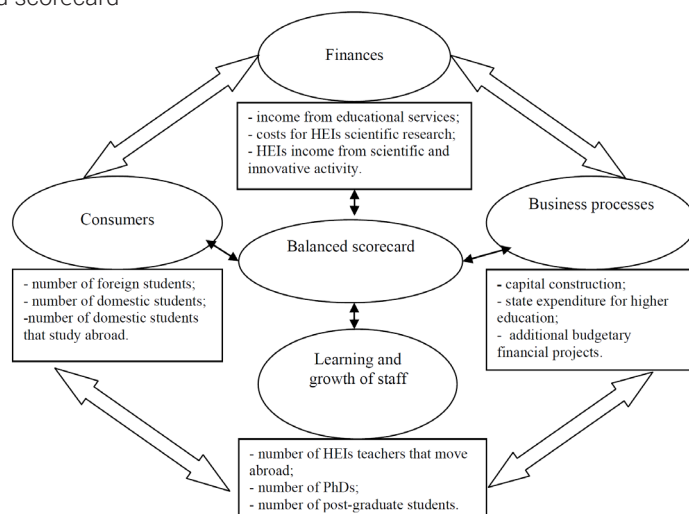 d scorecard
Finances
- income from educational services;
- costs for HEIs scientific research;
- HEIs income from scientific and
innovative activity.
Consumers
Business processes
Balanced scorecard
- number of foreign students;
- number of domestic students;
-number of domestic students
that study abroad.
- capital construction;
- state expenditure for higher
education;
- additional budgetary
financial projects.
Learning and
growth of staff
- number of HEIs teachers that move
abroad;
- number of PhDs;
- number of post-graduate students.